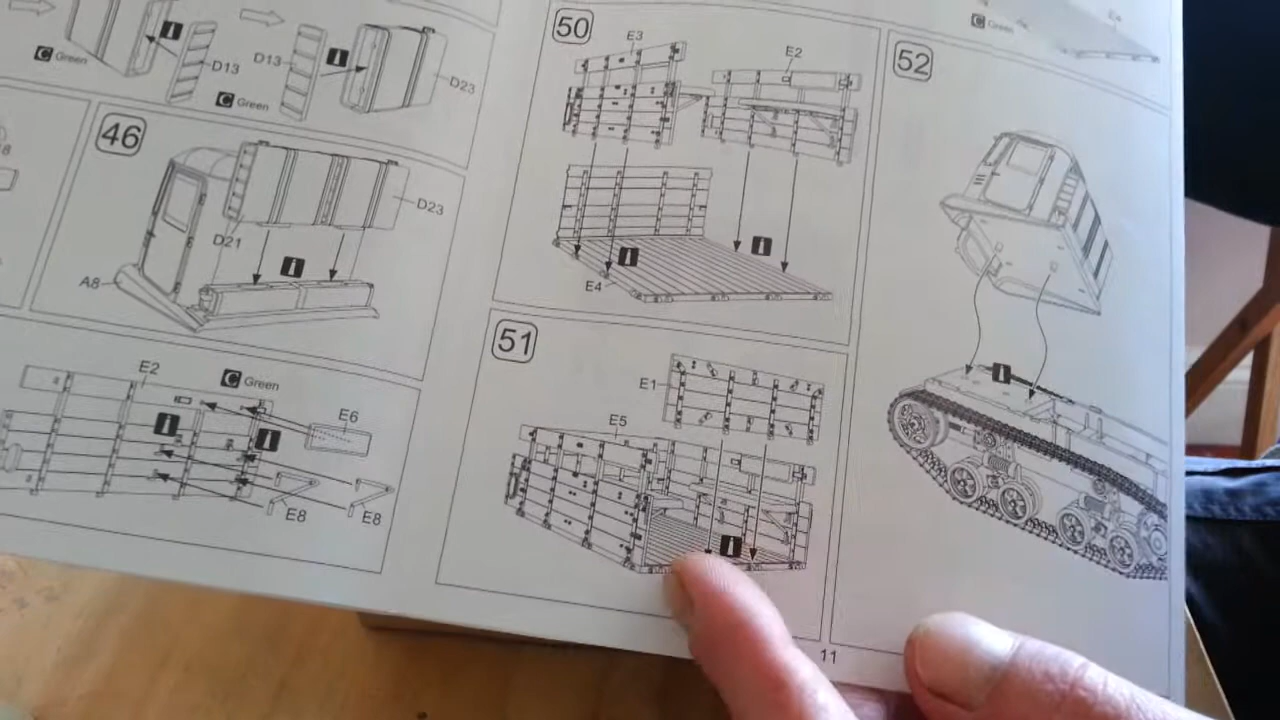 i
C Green
D13
C Green
D13
i
D23
46
D23
D21
i
A8
E2
C Green
E6
i
i
E8
E8
50
E3
E2
i
i
E4
51
E1
E5
i
C Green
52
i
11